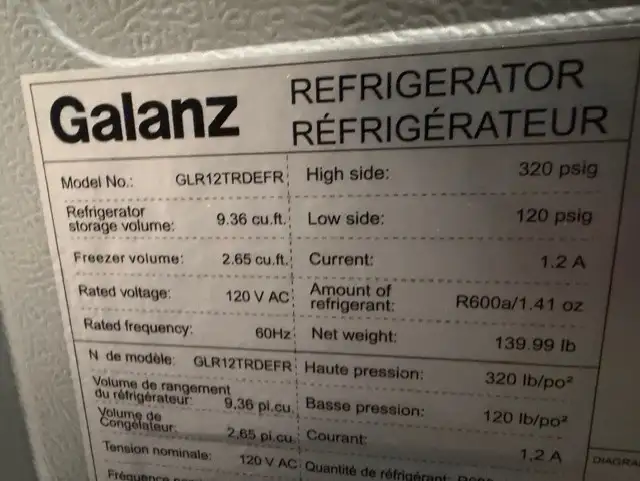 Galanz
REFRIGERATOR
RÉFRIGÉRATEUR
Model No.: GLR12TRDEFR
High side: 320 psig
Refrigerator
storage volume: 9.36 cu.ft.
Low side: 120 psig
Freezer volume: 2.65 cu.ft.
Current: 1.2 A
Rated voltage: 120 V AC
Amount of
refrigerant: R600a/1.41 oz
Rated frequency: 60Hz
Net weight: 139.99 lb
N de modèle: GLR12TRDEFR
Haute pression: 320 lb/po²
Volume de rangement
du réfrigérateur: 9,36 pi.cu.
Basse pression: 120 lb/po²
Volume de
Congélateur: 2,65 pi.cu.
Courant: 1,2 A
Tension nominale: 120 V AC
Quantité de réfrigérant:
Fréquence
DIAGRA